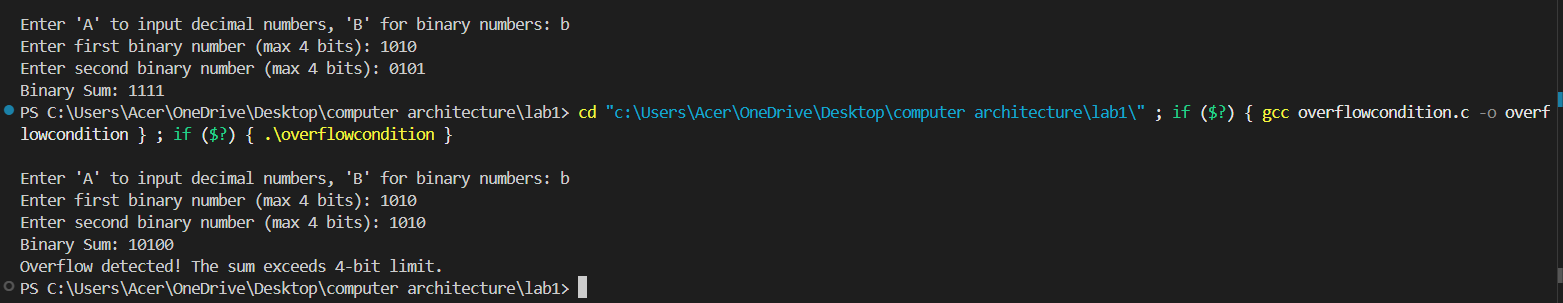 Enter 'A' to input decimal numbers, 'B' for binary numbers: b
Enter first binary number (max 4 bits): 1010
Enter second binary number (max 4 bits): 0101
Binary Sum: 1111
PS C:\Users\Acer\OneDrive\Desktop\computer architecture\lab1> cd "c:\Users\Acer\OneDrive\Desktop\computer architecture\lab1\" ; if ($?) { gcc overflowcondition.c -o overf
lowcondition } ; if ($?) { .\overflowcondition }
Enter 'A' to input decimal numbers, 'B' for binary numbers: b
Enter first binary number (max 4 bits): 1010
Enter second binary number (max 4 bits): 1010
Binary Sum: 10100
Overflow detected! The sum exceeds 4-bit limit.
PS C:\Users\Acer\OneDrive\Desktop\computer architecture\lab1>